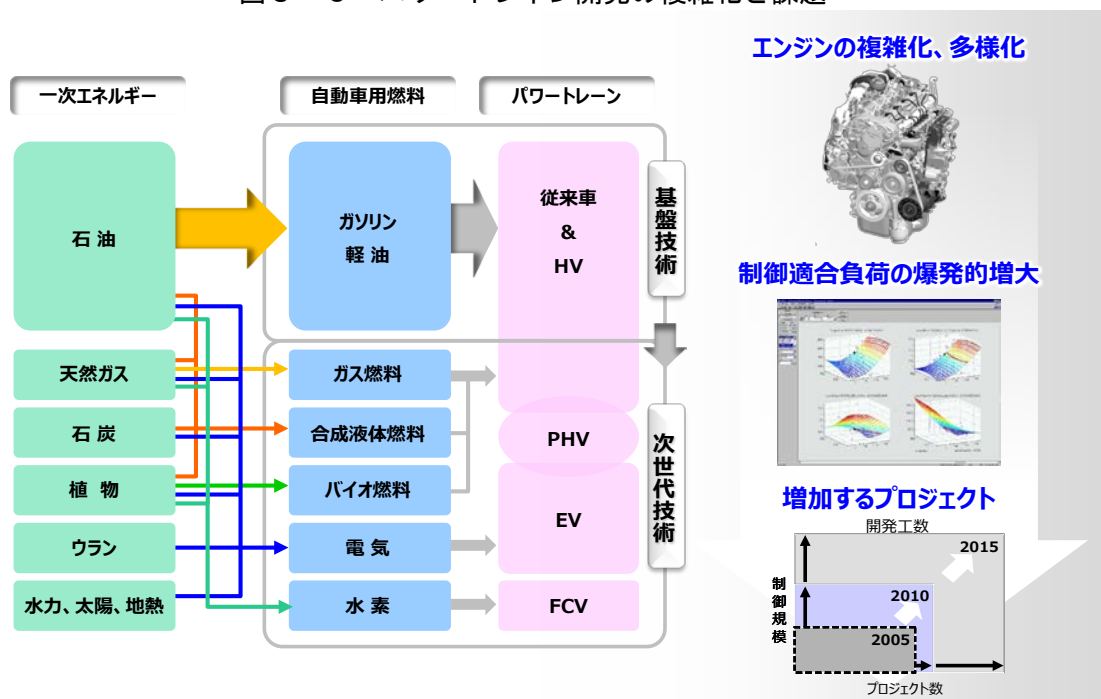 エンジンの複雑化、多様化
一次エネルギー
自動車用燃料
パワートレーン
石 油
ガソリン
軽 油
従来車
&
HV
基盤技術
天然ガス
ガス燃料
石 炭
合成液体燃料
PHV
植 物
バイオ燃料
EV
ウラン
電 気
水力、太陽、地熱
水 素
FCV
次世代技術
制御適合負荷の爆発的増大
増加するプロジェクト
開発工数
2015
2010
2005
制御規模
プロジェクト数